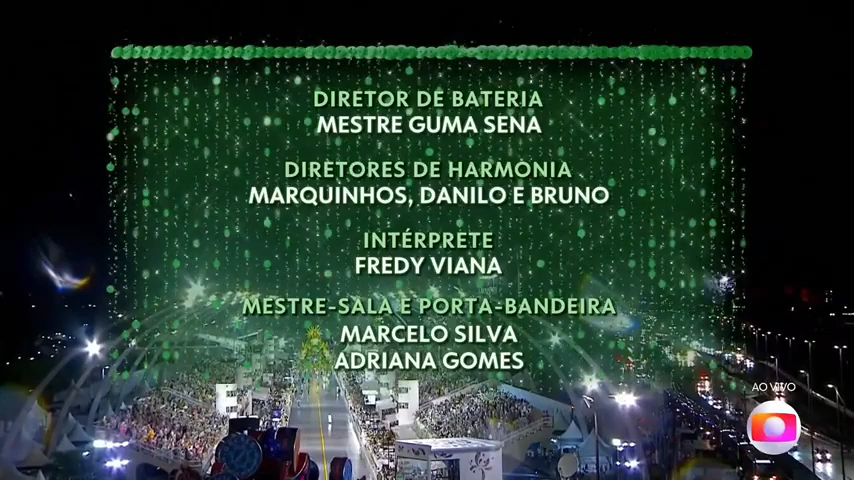 DIRETOR DE BATERIA
MESTRE GUMA SENA
DIRETORES DE HARMONIA
MARQUINHOS, DANILO E BRUNO
INTÉRPRETE
FREDY VIANA
MESTRE-SALA E PORTA-BANDEIRA
MARCELO SILVA
ADRIANA GOMES
AO VIVO